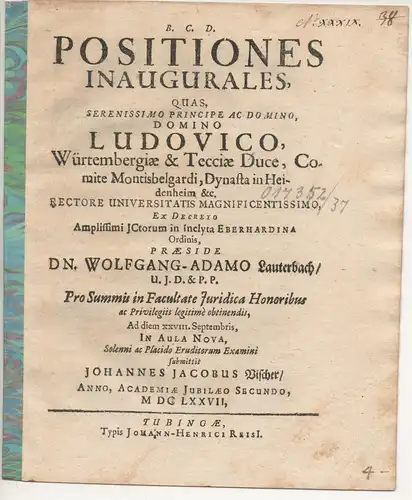 No. XXXIX.
38
B. C. D.
POSITIONES
INAUGURALES,
QUAS,
SERENISSIMO PRINCIPE AC DOMINO,
DOMINO
LUDOVICO,
Würtembergiæ & Tecciæ Duce, Co-
mite Montisbelgardi, Dynasta in Hei-
denheim &c.
017352/37
RECTORE UNIVERSITATIS MAGNIFICENTISSIMO,
Ex Decreto
Amplissimi JCtorum in Inclyta EBERHARDINA
Ordinis,
PRÆSIDE
DN. WOLFGANG-ADAMO Lauterbach/
U. J. D. & P. P.
Pro Summis in Facultate Juridica Honoribus
ac Privilegiis legitimè obtinendis,
Ad diem XXVIII. Septembris,
IN AULA NOVA,
Solenni ac Placido Eruditorum Examini
submittit
JOHANNES JACOBUS Vischer/
ANNO, ACADEMIÆ JUBILÆO SECUNDO,
M DC LXXVII,
TUBINGÆ,
Typis JOHANN-HENRICI REISI.
4-